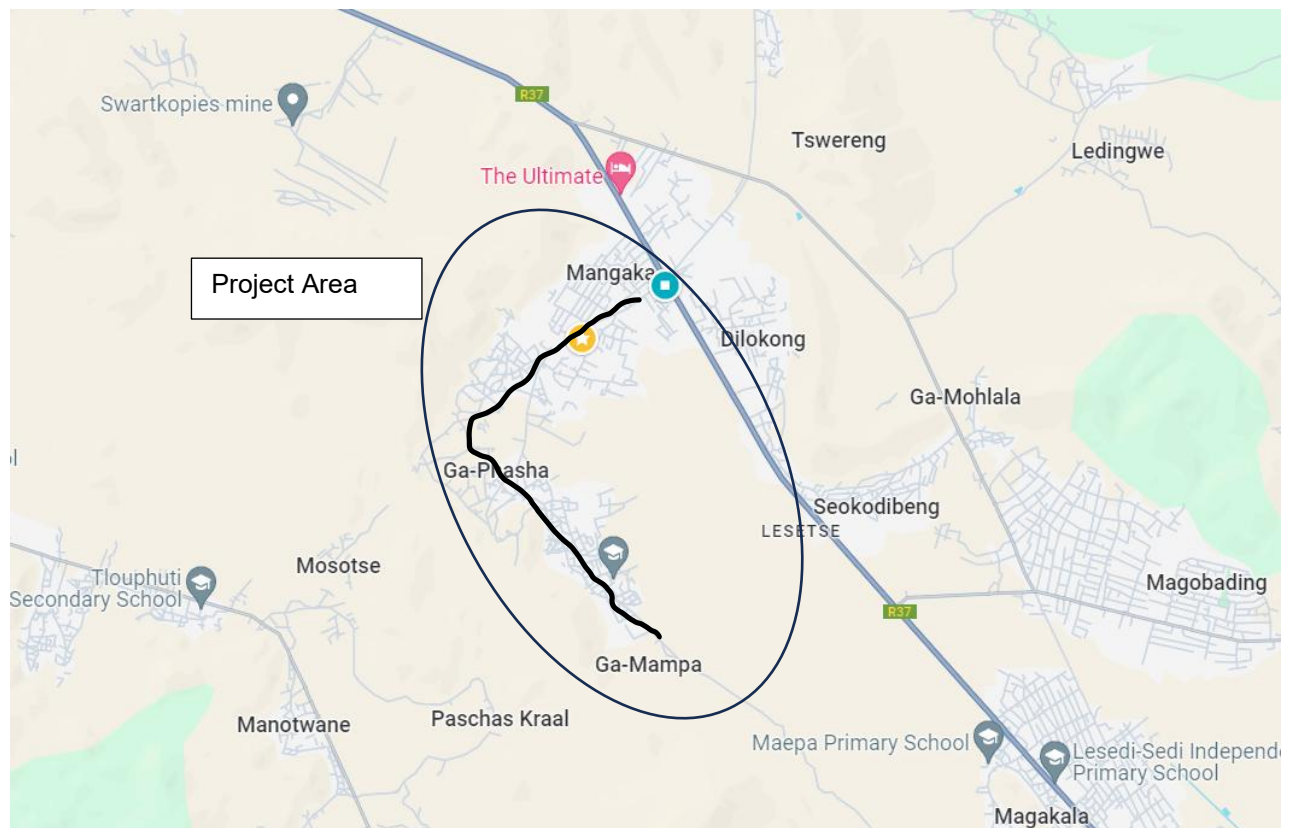 R37
Swartkopies mine
Tswereng
Ledingwe
The Ultimate
Mangaka
Project Area
Dilokong
Ga-Mohlala
Ga-Phasha
Seokodibeng
LESETSE
Mosotse
Tlouphuti
Secondary School
Magobading
R37
Ga-Mampa
Manotwane
Paschas Kraal
Maepa Primary School
Lesedi-Sedi Independe
Primary School
Magakala